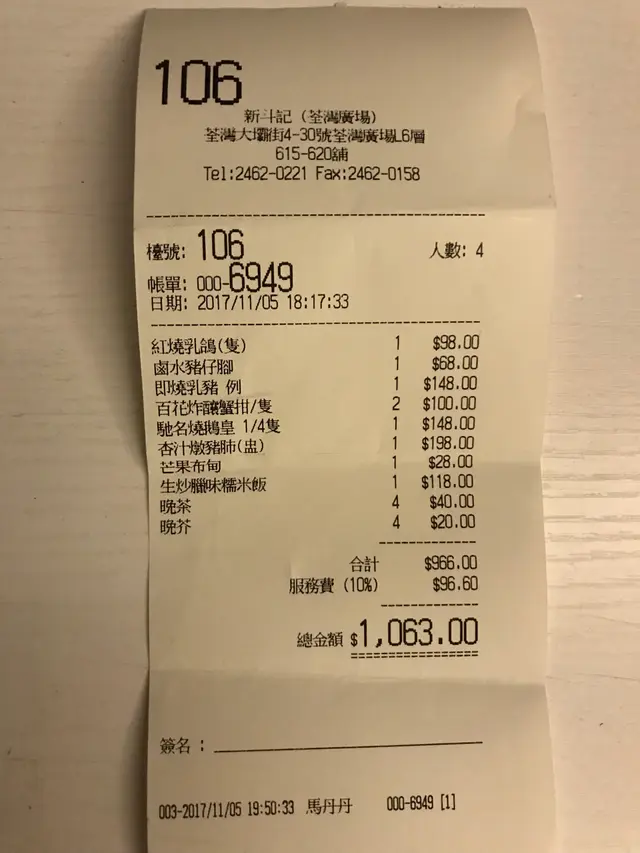 106
新斗記 (荃灣廣場)
荃灣大壩街4-30號荃灣廣場L6層
615-620舖
Tel:2462-0221 Fax:2462-0158
檯號: 106 人數: 4
帳單: 000-6949
日期: 2017/11/05 18:17:33
紅燒乳鴿(隻) 1 $98.00
鹵水豬仔腳 1 $68.00
即燒乳豬 例 1 $148.00
百花炸釀蟹拑/隻 2 $100.00
馳名燒鵝皇 1/4隻 1 $148.00
杏汁燉豬肺(盅) 1 $198.00
芒果布甸 1 $28.00
生炒臘味糯米飯 1 $118.00
晚茶 4 $40.00
晚芥 4 $20.00
合計 $966.00
服務費 (10%) $96.60
總金額 $1,063.00
簽名 :
003-2017/11/05 19:50:33 馬丹丹 000-6949 [1]